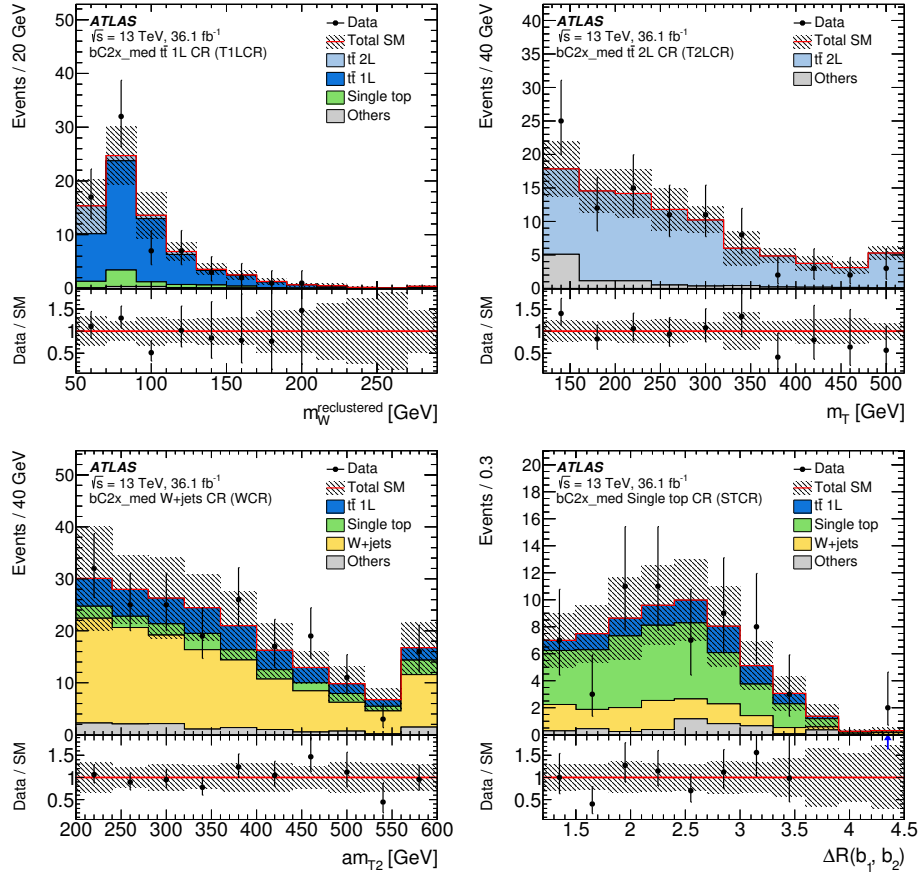 ATLAS
√s = 13 TeV, 36.1 fb⁻¹
bC2x_med tt̄ 1L CR (T1LCR)
Data
Total SM
tt̄ 2L
tt̄ 1L
Single top
Others
Events / 20 GeV
50
40
30
20
10
0
Data / SM
1.5
1
0.5
50 100 150 200 250
m_W^reclustered [GeV]
ATLAS
√s = 13 TeV, 36.1 fb⁻¹
bC2x_med tt̄ 2L CR (T2LCR)
Data
Total SM
tt̄ 2L
Others
Events / 40 GeV
40
35
30
25
20
15
10
5
0
Data / SM
1.5
1
0.5
150 200 250 300 350 400 450 500
m_T [GeV]
ATLAS
√s = 13 TeV, 36.1 fb⁻¹
bC2x_med W+jets CR (WCR)
Data
Total SM
tt̄ 1L
Single top
W+jets
Others
Events / 40 GeV
50
40
30
20
10
0
Data / SM
1.5
1
0.5
200 250 300 350 400 450 500 550 600
am_T2 [GeV]
ATLAS
√s = 13 TeV, 36.1 fb⁻¹
bC2x_med Single top CR (STCR)
Data
Total SM
tt̄ 1L
Single top
W+jets
Others
Events / 0.3
20
18
16
14
12
10
8
6
4
2
0
Data / SM
1.5
1
0.5
1.5 2 2.5 3 3.5 4 4.5
ΔR(b₁, b₂)